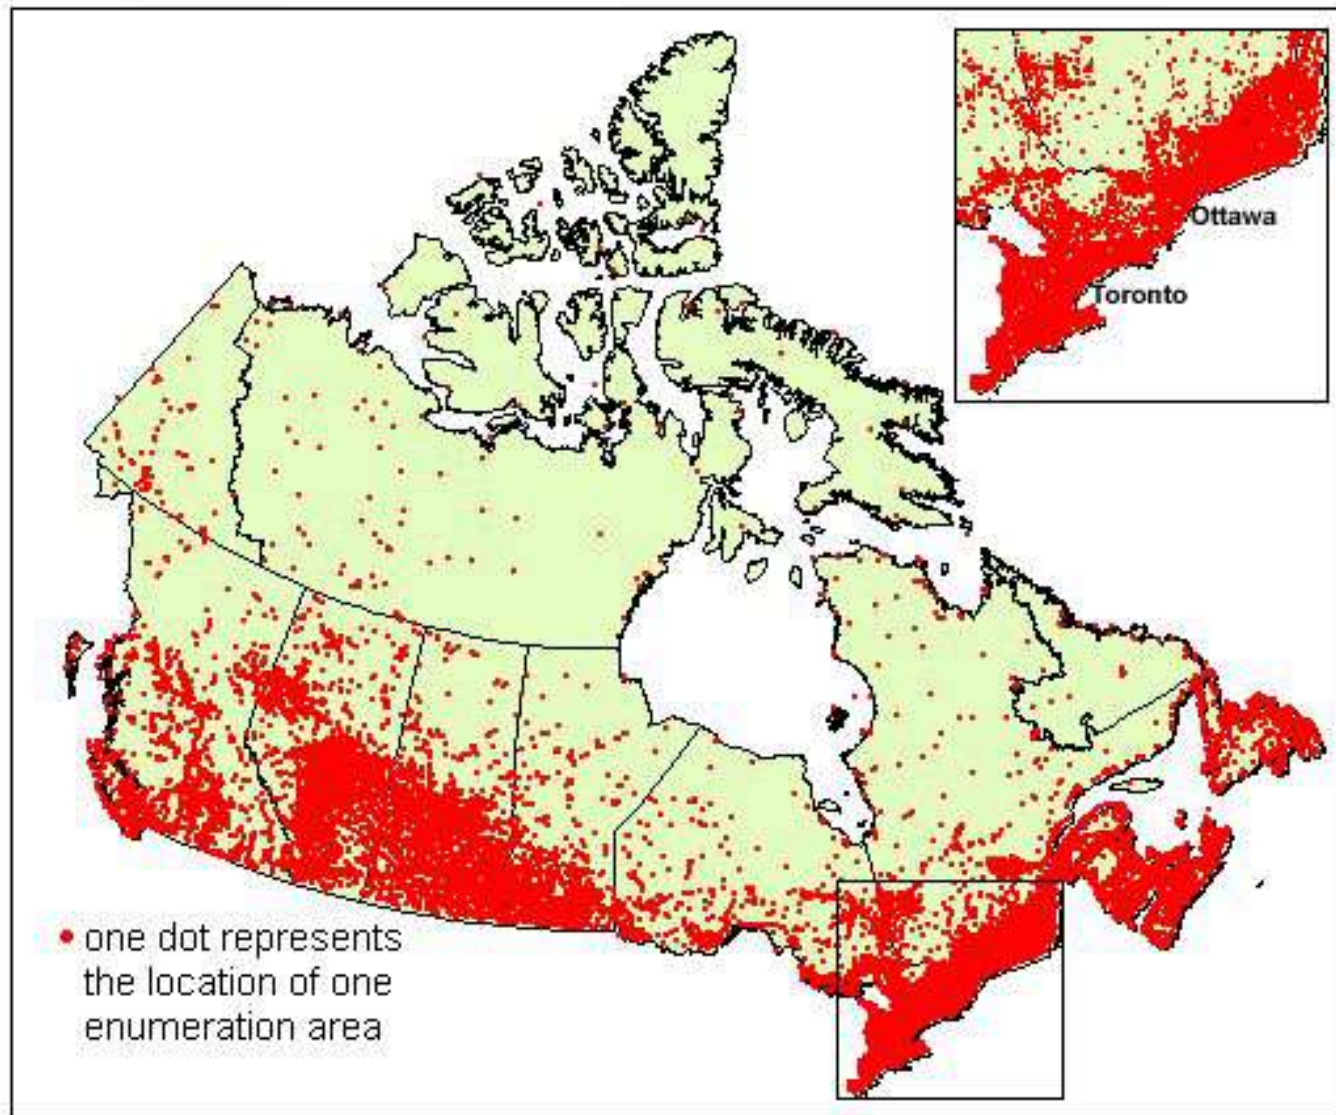 Ottawa
Toronto
one dot represents
the location of one
enumeration area